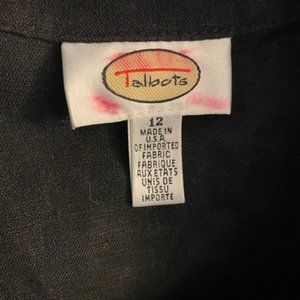 Talbots
12
MADE IN
U.S.A.
OF IMPORTED
FABRIC
FABRIQUE
AUX ETATS
UNIS DE
TISSU
IMPORTE